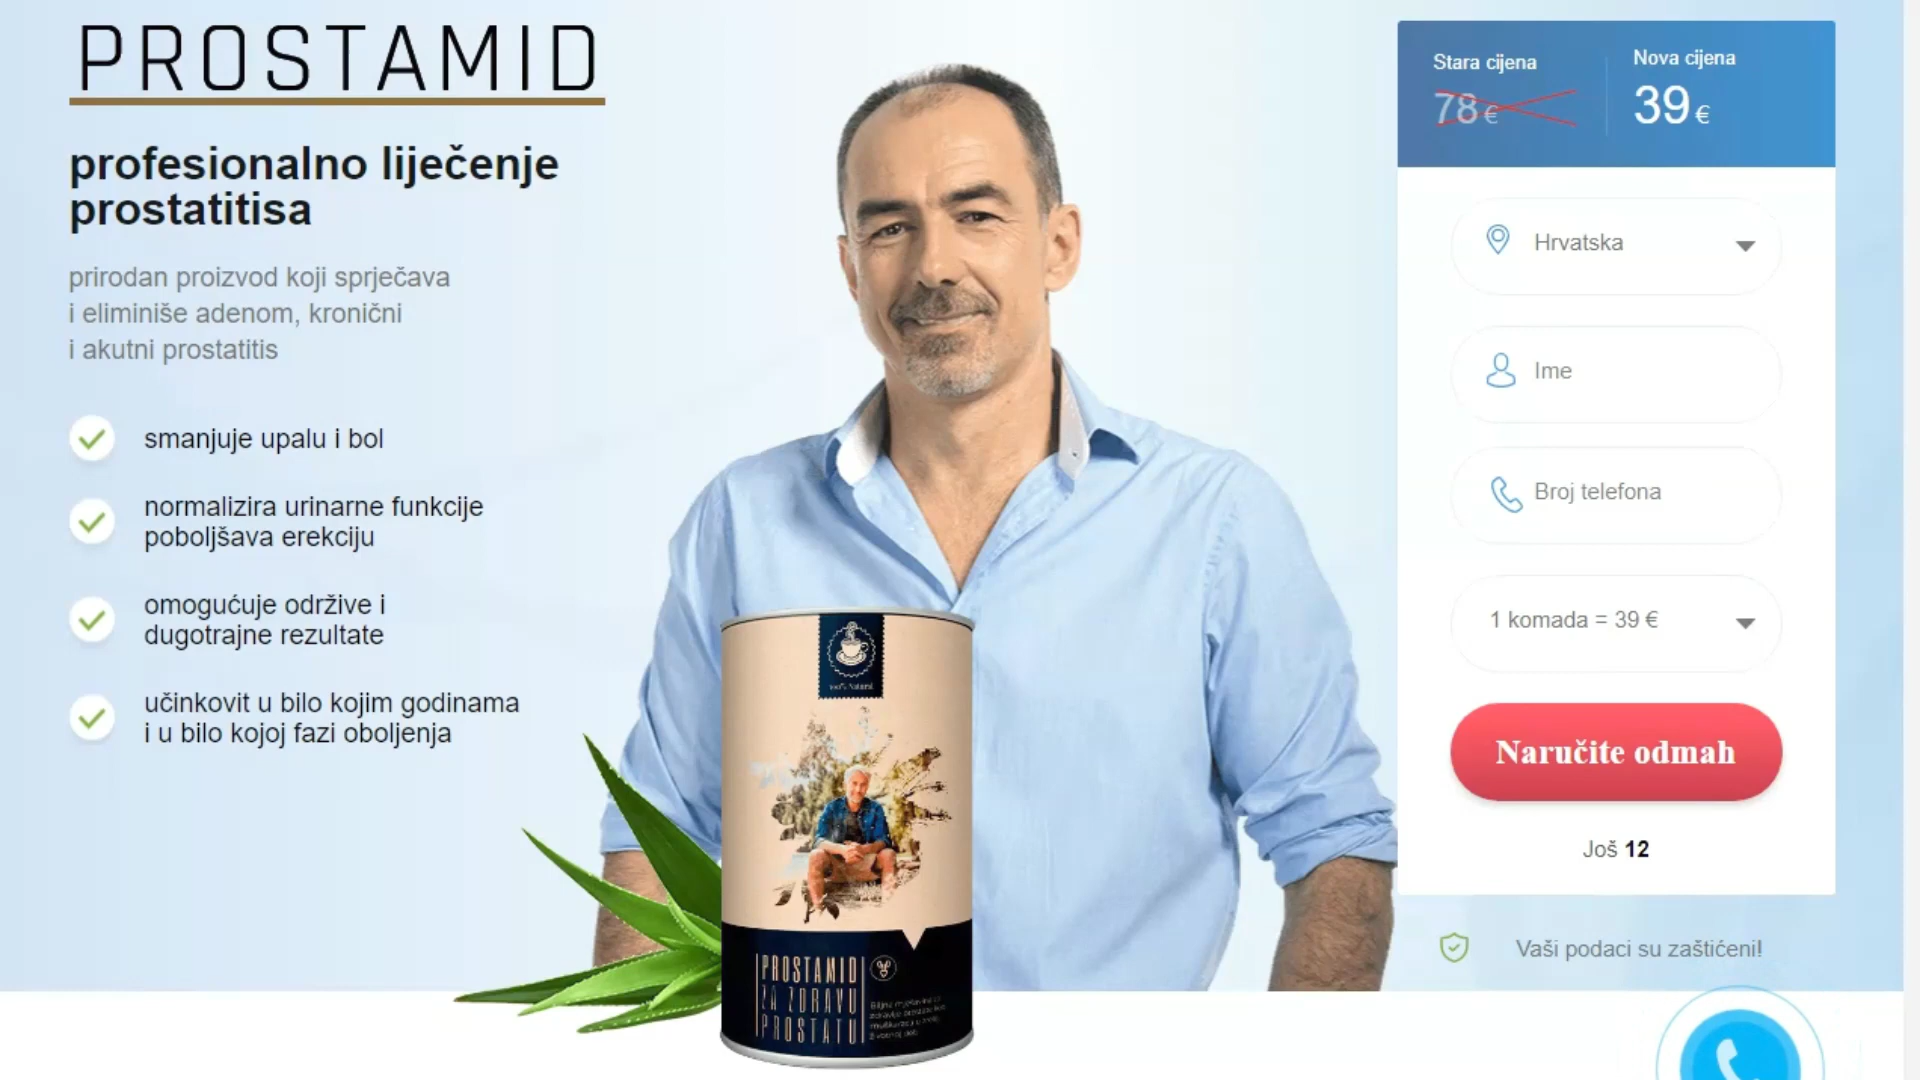 PROSTAMID
profesionalno liječenje
prostatitisa
prirodan proizvod koji sprječava
i eliminiše adenom, kronični
i akutni prostatitis
smanjuje upalu i bol
normalizira urinarne funkcije
poboljšava erekciju
omogućuje održive i
dugotrajne rezultate
učinkovit u bilo kojim godinama
i u bilo kojoj fazi oboljenja
100% Natural
PROSTAMID
ZA ZDRAVU
PROSTATU
Stara cijena
78 €
Nova cijena
39 €
Hrvatska
Ime
Broj telefona
1 komada = 39 €
Naručite odmah
Još 12
Vaši podaci su zaštićeni!